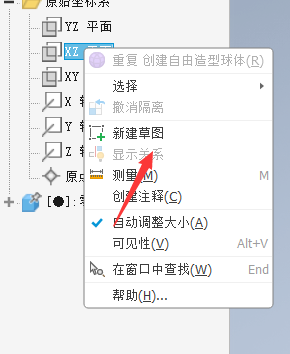 原始坐标系
YZ 平面
XZ
XY
X
Y 轴
Z 轴
原点
重复 创建自由造型球体(R)
选择
撤消隔离
新建草图
显示关系
测量(M) M
创建注释(C)
自动调整大小(A)
可见性(V) Alt+V
在窗口中查找(W) End
帮助(H)...